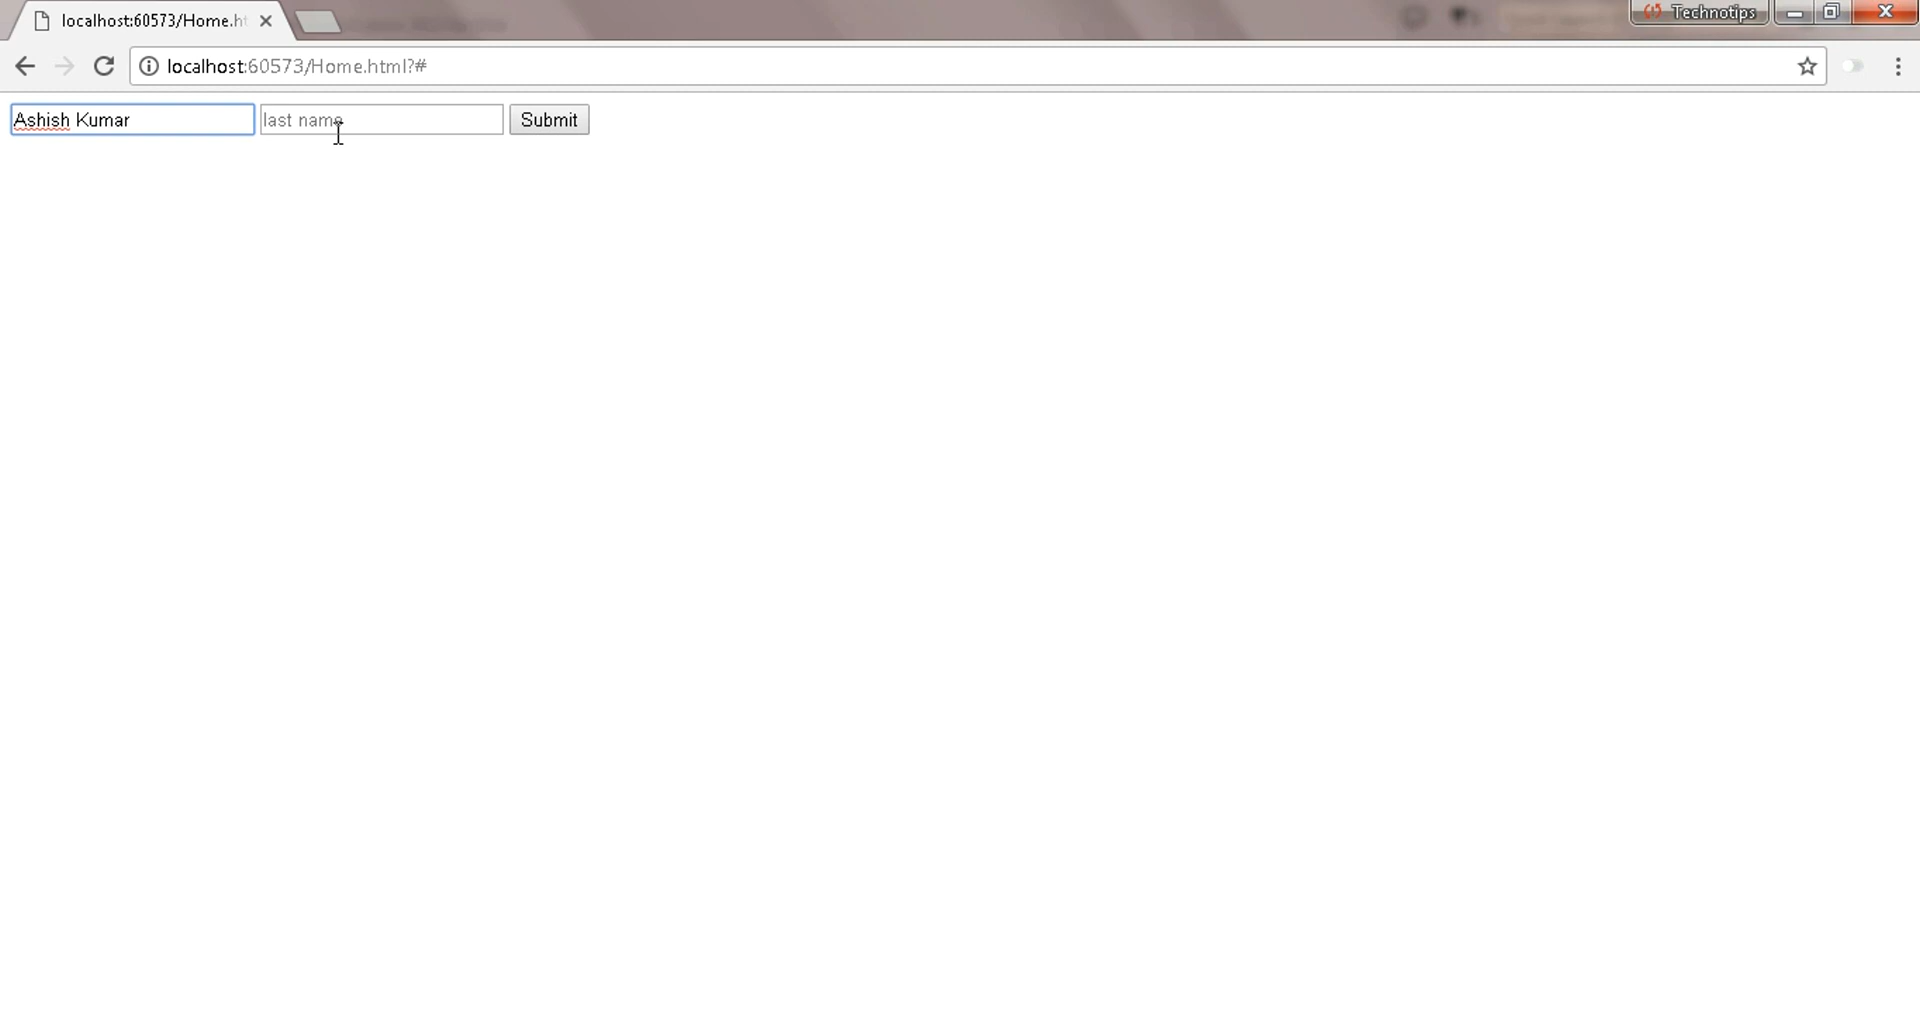 localhost:60573/Home.ht
Technotips
localhost:60573/Home.html?#
Ashish Kumar
last name
Submit